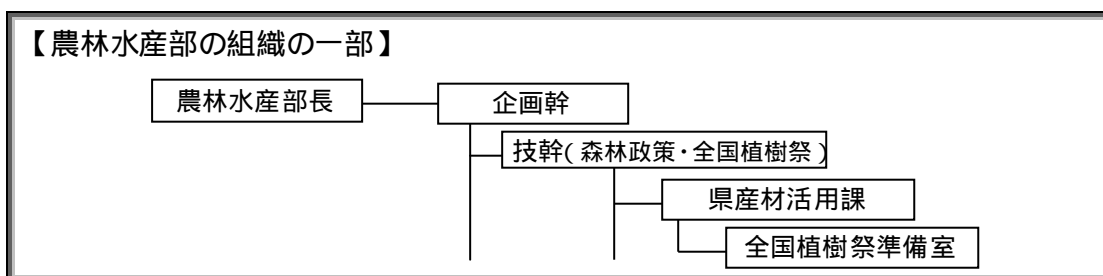 【農林水産部の組織の一部】
農林水産部長
企画幹
技幹(森林政策・全国植樹祭)
県産材活用課
全国植樹祭準備室